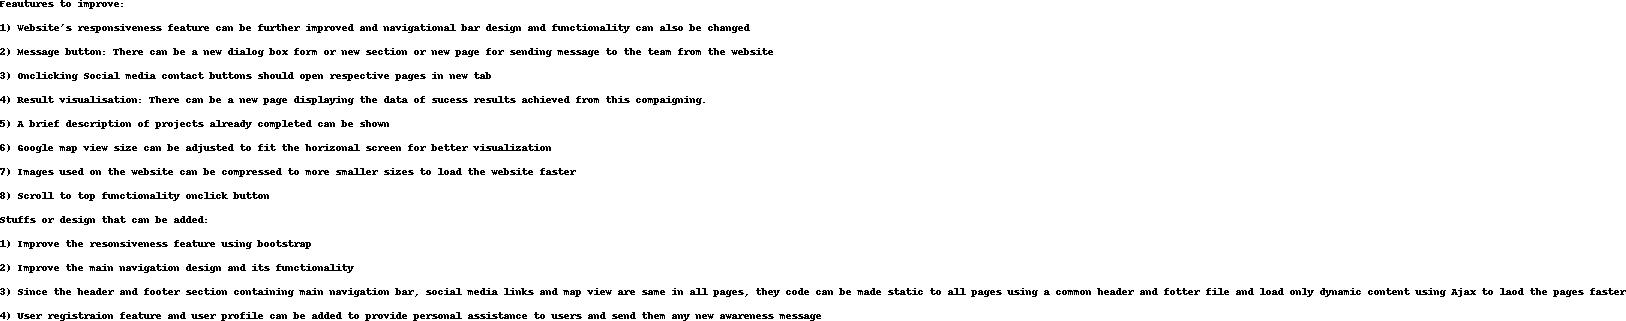 Feautures to improve:
1) Website's responsiveness feature can be further improved and navigational bar design and functionality can also be changed
2) Message button: There can be a new dialog box form or new section or new page for sending message to the team from the website
3) Onclicking Social media contact buttons should open respective pages in new tab
4) Result visualisation: There can be a new page displaying the data of sucess results achieved from this compaigning.
5) A brief description of projects already completed can be shown
6) Google map view size can be adjusted to fit the horizonal screen for better visualization
7) Images used on the website can be compressed to more smaller sizes to load the website faster
8) Scroll to top functionality onclick button
Stuffs or design that can be added:
1) Improve the resonsiveness feature using bootstrap
2) Improve the main navigation design and its functionality
3) Since the header and footer section containing main navigation bar, social media links and map view are same in all pages, they code can be made static to all pages using a common header and fotter file and load only dynamic content using Ajax to laod the pages faster
4) User registraion feature and user profile can be added to provide personal assistance to users and send them any new awareness message